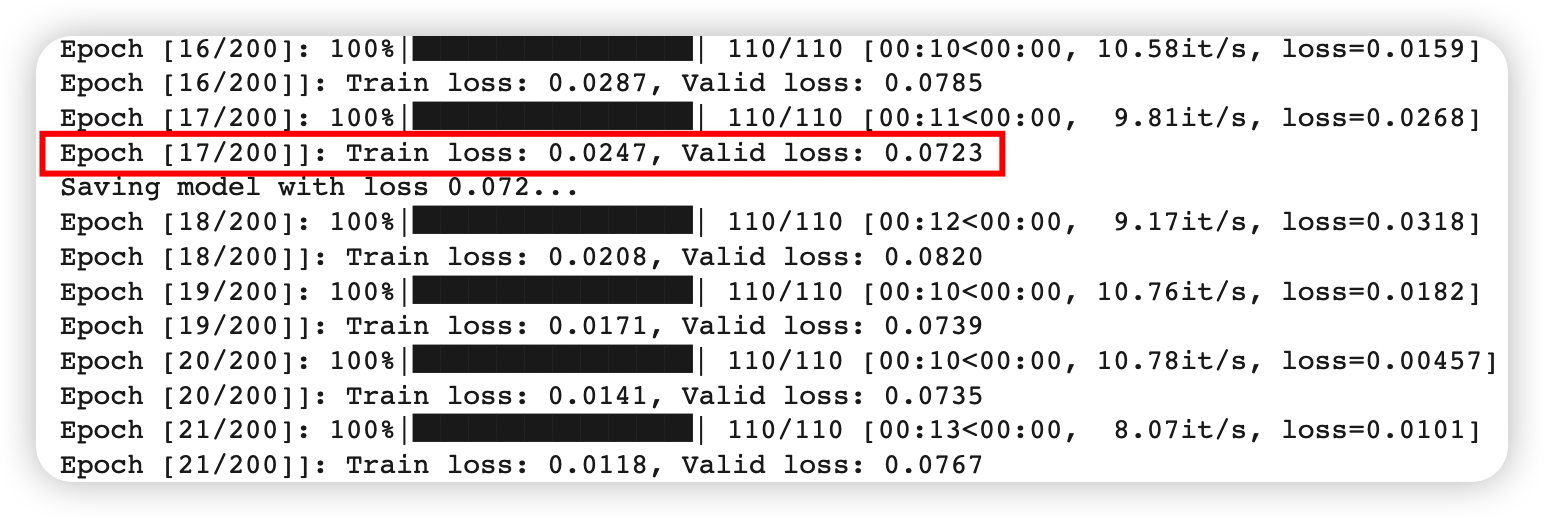 Epoch [16/200]: 100%|██████████| 110/110 [00:10<00:00, 10.58it/s, loss=0.0159]
Epoch [16/200]]: Train loss: 0.0287, Valid loss: 0.0785
Epoch [17/200]: 100%|██████████| 110/110 [00:11<00:00,  9.81it/s, loss=0.0268]
Epoch [17/200]]: Train loss: 0.0247, Valid loss: 0.0723
Saving model with loss 0.072...
Epoch [18/200]: 100%|██████████| 110/110 [00:12<00:00,  9.17it/s, loss=0.0318]
Epoch [18/200]]: Train loss: 0.0208, Valid loss: 0.0820
Epoch [19/200]: 100%|██████████| 110/110 [00:10<00:00, 10.76it/s, loss=0.0182]
Epoch [19/200]]: Train loss: 0.0171, Valid loss: 0.0739
Epoch [20/200]: 100%|██████████| 110/110 [00:10<00:00, 10.78it/s, loss=0.00457]
Epoch [20/200]]: Train loss: 0.0141, Valid loss: 0.0735
Epoch [21/200]: 100%|██████████| 110/110 [00:13<00:00,  8.07it/s, loss=0.0101]
Epoch [21/200]]: Train loss: 0.0118, Valid loss: 0.0767